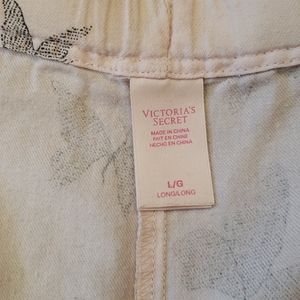 VICTORIA'S
SECRET
MADE IN CHINA
FAIT EN CHINE
HECHO EN CHINA
L/G
LONG/LONG